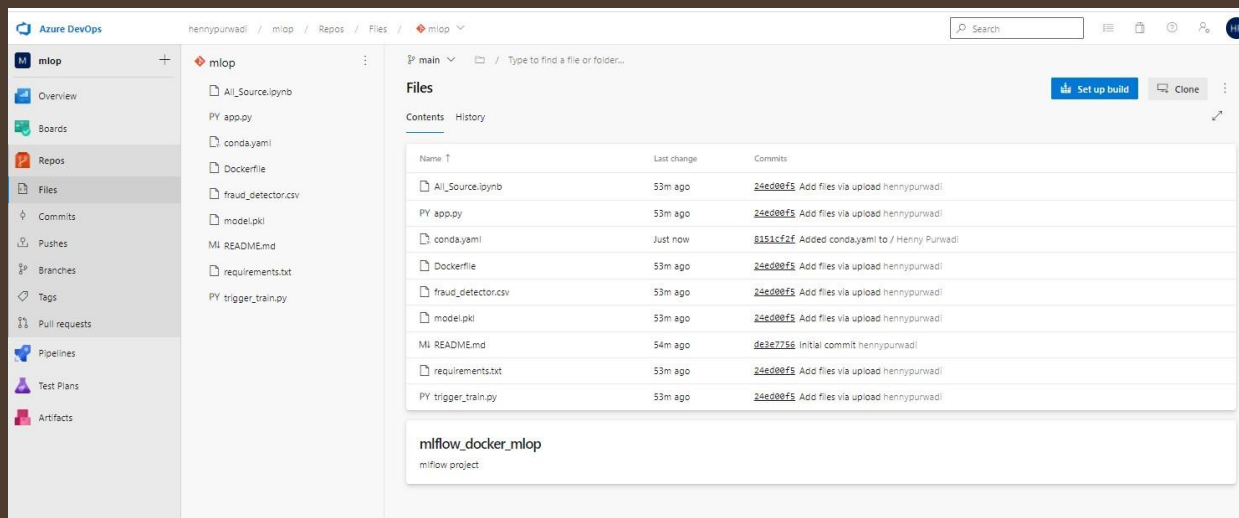 Azure DevOps
hennypurwadi / mlop / Repos / Files / mlop
Search
M mlop
Overview
Boards
Repos
Files
Commits
Pushes
Branches
Tags
Pull requests
Pipelines
Test Plans
Artifacts
mlop
All_Source.ipynb
PY app.py
conda.yaml
Dockerfile
fraud_detector.csv
model.pkl
M↓ README.md
requirements.txt
PY trigger_train.py
main / Type to find a file or folder...
Files
Set up build
Clone
Contents History
Name ↑ Last change Commits
All_Source.ipynb 53m ago 24ed00f5 Add files via upload hennypurwadi
PY app.py 53m ago 24ed00f5 Add files via upload hennypurwadi
conda.yaml Just now 8151cf2f Added conda.yaml to / Henny Purwadi
Dockerfile 53m ago 24ed00f5 Add files via upload hennypurwadi
fraud_detector.csv 53m ago 24ed00f5 Add files via upload hennypurwadi
model.pkl 53m ago 24ed00f5 Add files via upload hennypurwadi
M↓ README.md 54m ago de3e7756 Initial commit hennypurwadi
requirements.txt 53m ago 24ed00f5 Add files via upload hennypurwadi
PY trigger_train.py 53m ago 24ed00f5 Add files via upload hennypurwadi
mlflow_docker_mlop
mlflow project